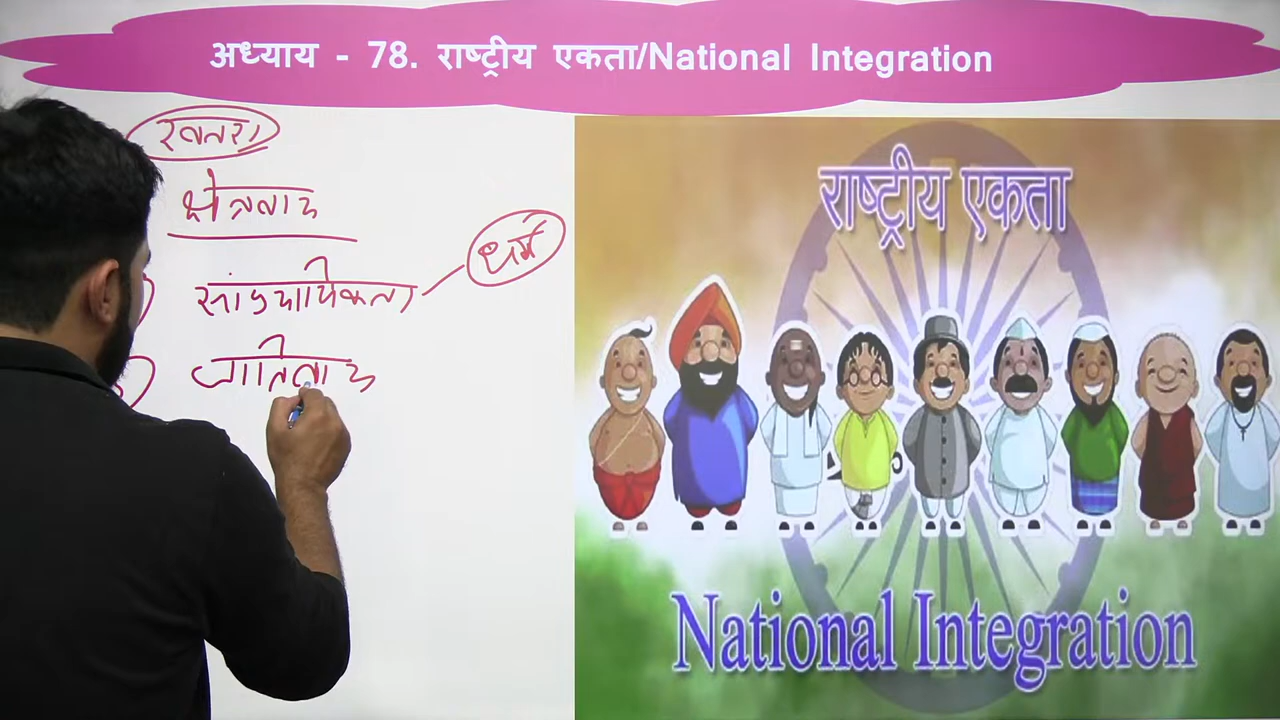 अध्याय - 78. राष्ट्रीय एकता/National Integration
खतरा
क्षेत्रवाद
सांप्रदायिकता
धर्म
जातिवाद
राष्ट्रीय एकता
National Integration